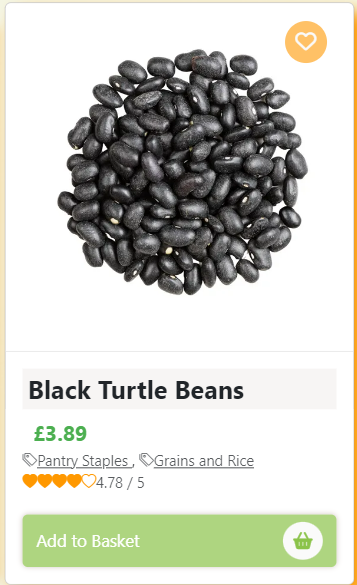 Black Turtle Beans
£3.89
Pantry Staples , Grains and Rice
4.78 / 5
Add to Basket